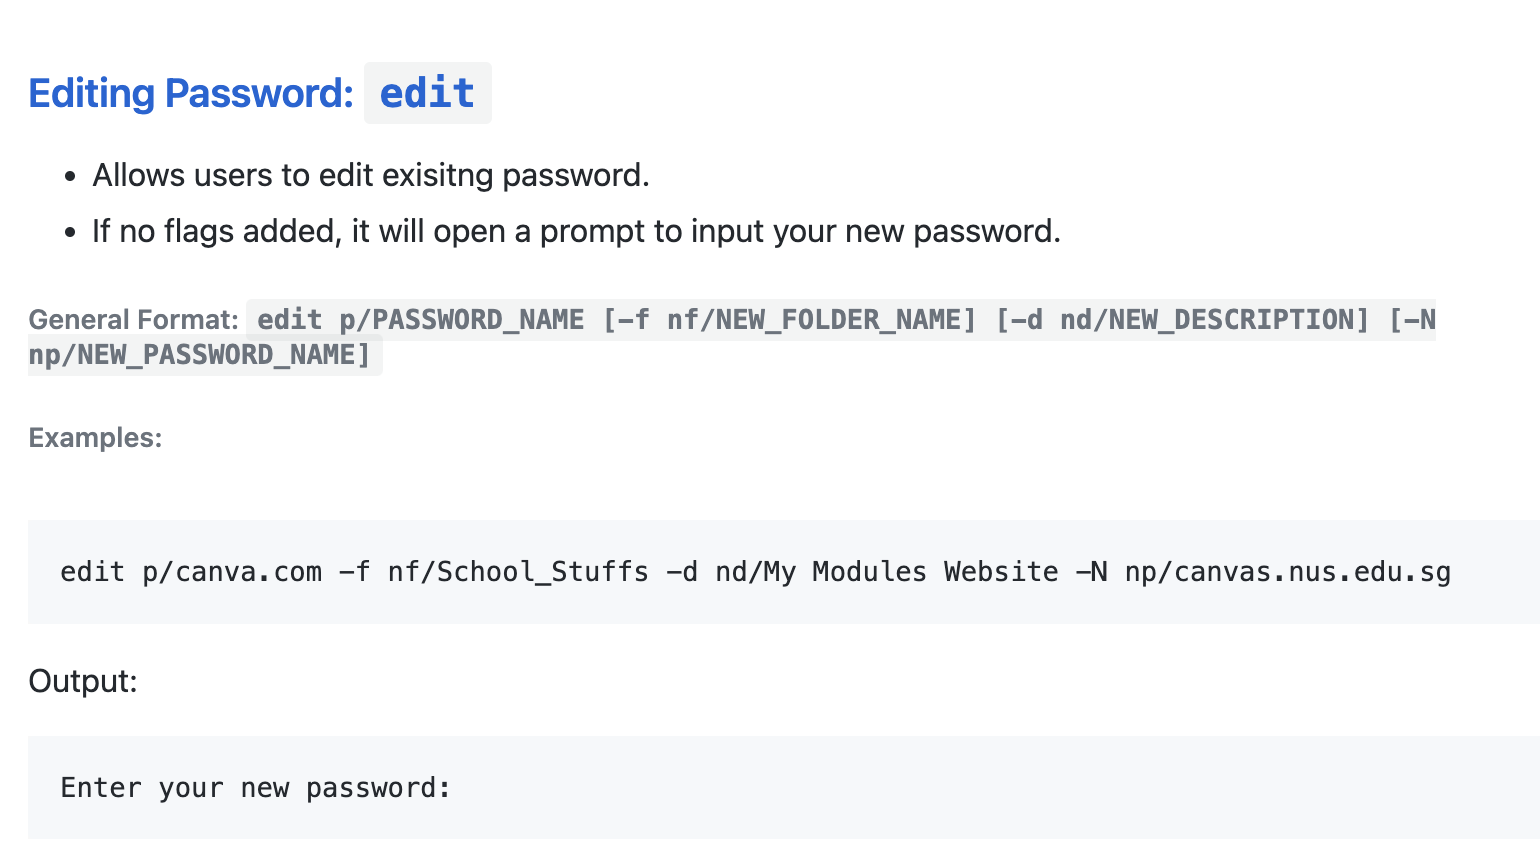 Editing Password: edit
• Allows users to edit exisitng password.
• If no flags added, it will open a prompt to input your new password.
General Format: edit p/PASSWORD_NAME [-f nf/NEW_FOLDER_NAME] [-d nd/NEW_DESCRIPTION] [-N
np/NEW_PASSWORD_NAME]
Examples:
edit p/canva.com -f nf/School_Stuffs -d nd/My Modules Website -N np/canvas.nus.edu.sg
Output:
Enter your new password: